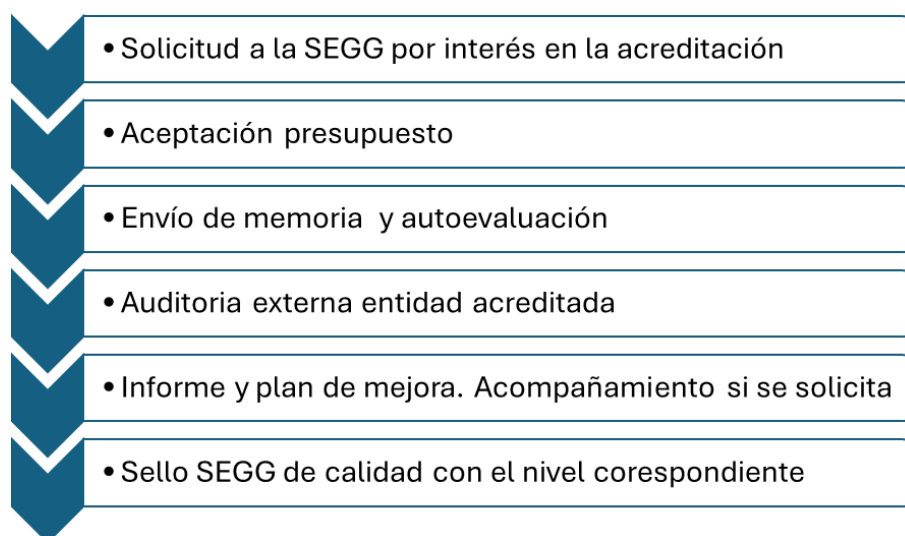 • Solicitud a la SEGG por interés en la acreditación
• Aceptación presupuesto
• Envío de memoria y autoevaluación
• Auditoria externa entidad acreditada
• Informe y plan de mejora. Acompañamiento si se solicita
• Sello SEGG de calidad con el nivel corespondiente